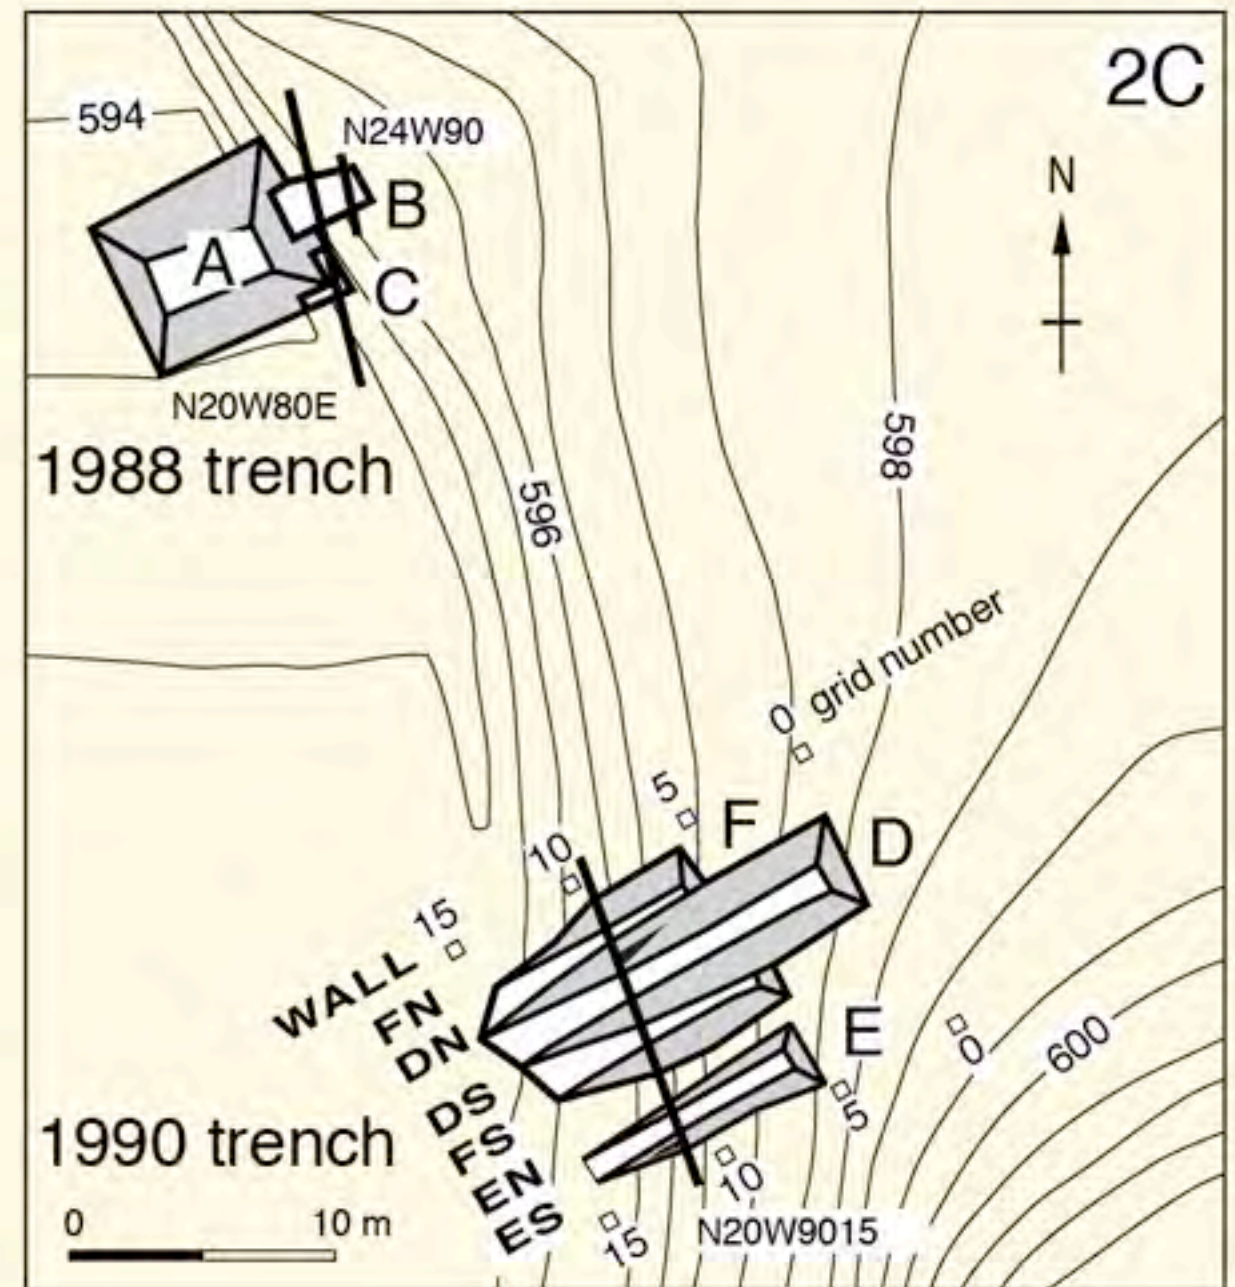 2C
594
N24W90
N
B
A
C
N20W80E
1988 trench
598
596
0 grid number
5
F
D
10
15
WALL
FN
DN
E
0
600
DS
5
FS
1990 trench
EN
10
ES
0 10 m
N20W9015
15